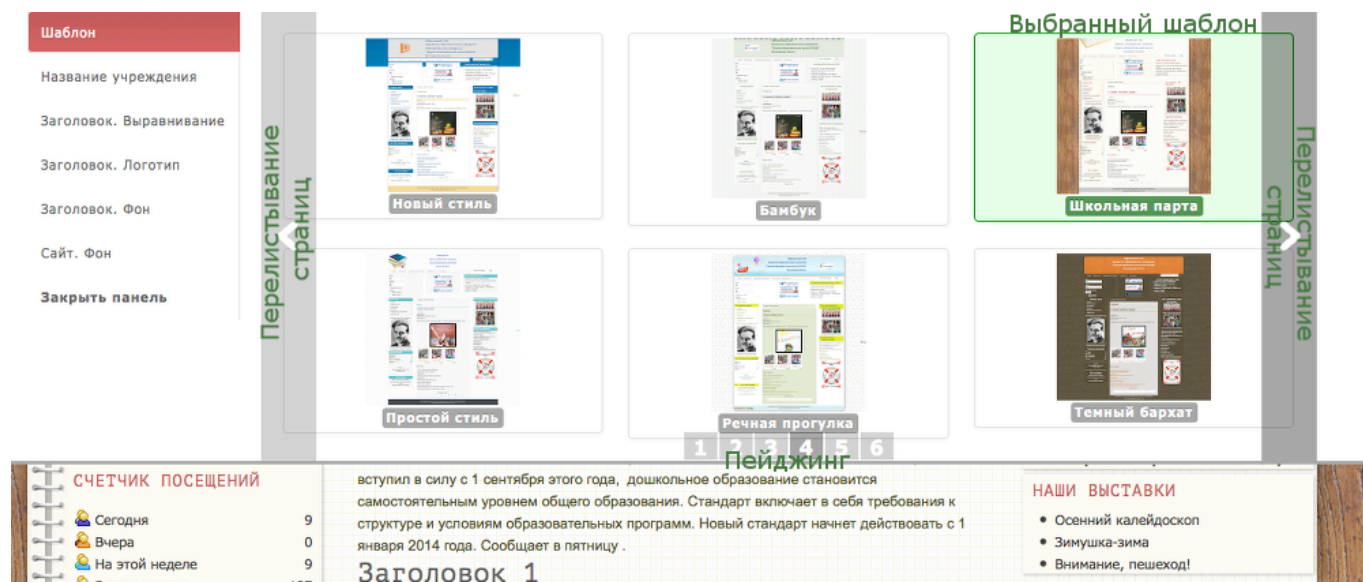 Шаблон
Название учреждения
Заголовок. Выравнивание
Заголовок. Логотип
Заголовок. Фон
Сайт. Фон
Закрыть панель
Перелистывание
страниц
Выбранный шаблон
Новый стиль
Бамбук
Школьная парта
Простой стиль
Речная прогулка
Темный бархат
Перелистывание
страниц
1 2 3 4 5 6
Пейджинг
СЧЕТЧИК ПОСЕЩЕНИЙ
Сегодня 9
Вчера 0
На этой неделе 9
вступил в силу с 1 сентября этого года, дошкольное образование становится
самостоятельным уровнем общего образования. Стандарт включает в себя требования к
структуре и условиям образовательных программ. Новый стандарт начнет действовать с 1
января 2014 года. Сообщает в пятницу .
Заголовок 1
НАШИ ВЫСТАВКИ
Осенний калейдоскоп
Зимушка-зима
Внимание, пешеход!